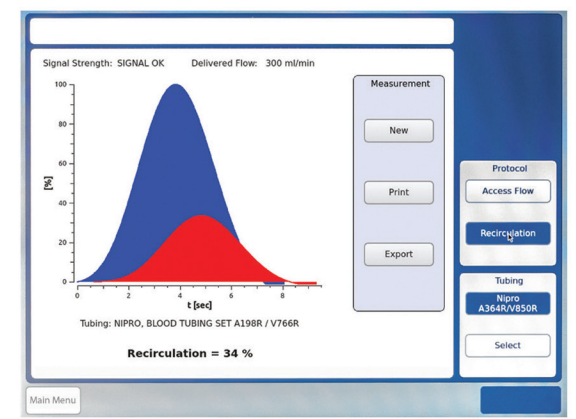 Signal Strength: SIGNAL OK Delivered Flow: 300 ml/min
100
80
60
40
20
0
[%]
0 2 4 6 8
t [sec]
Tubing: NIPRO, BLOOD TUBING SET A198R / V766R
Recirculation = 34 %
Measurement
New
Print
Export
Protocol
Access Flow
Recirculation
Tubing
Nipro
A364R/V850R
Select
Main Menu